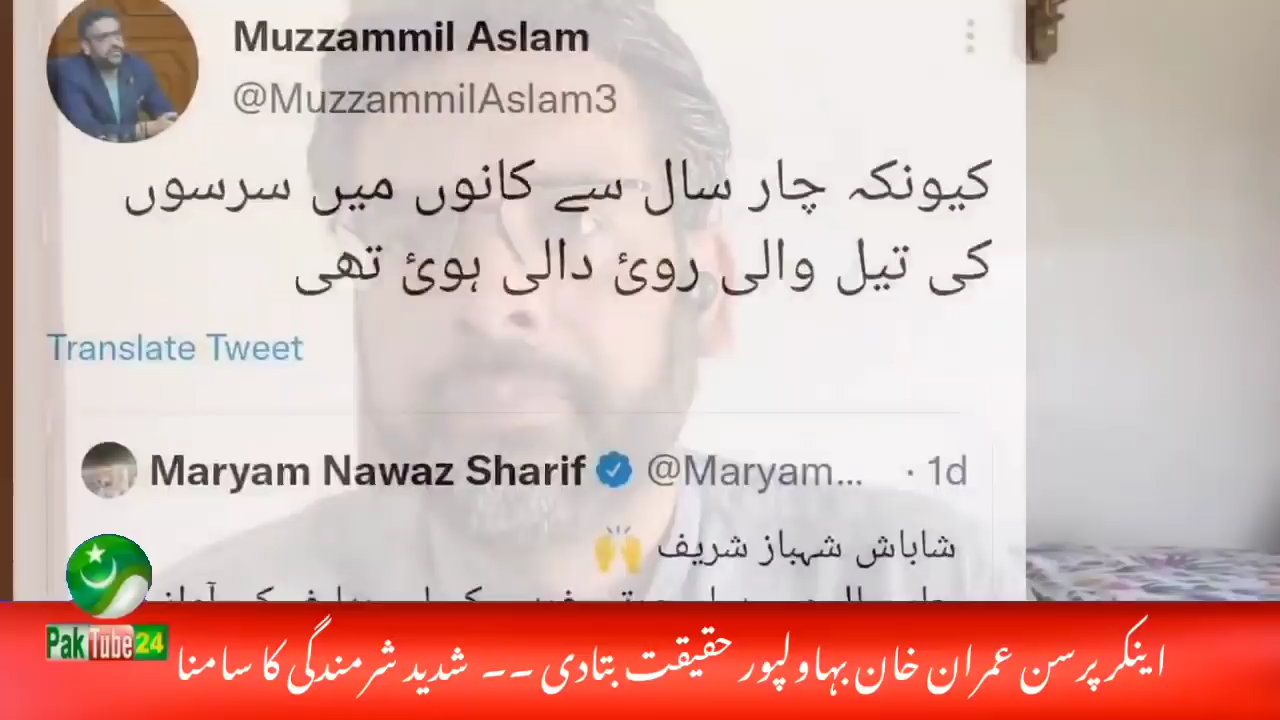 Muzzammil Aslam
@MuzzammilAslam3
کیونکہ چار سال سے کانوں میں سرسوں
کی تیل والی روئ دالی ہوئ تھی
Translate Tweet
Maryam Nawaz Sharif @Maryam... · 1d
شاباش شہباز شریف 🙌
PakTube24
اینکر پرسن عمران خان بہاولپور حقیقت بتادی ۔۔ شدید شرمندگی کا سامنا